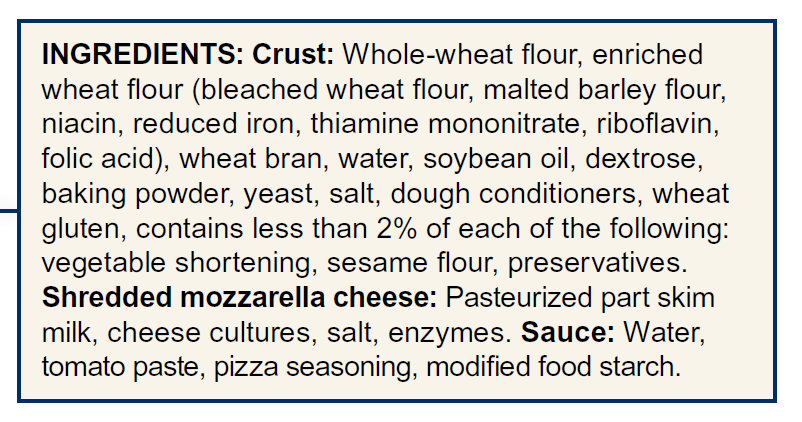 INGREDIENTS: Crust: Whole-wheat flour, enriched
wheat flour (bleached wheat flour, malted barley flour,
niacin, reduced iron, thiamine mononitrate, riboflavin,
folic acid), wheat bran, water, soybean oil, dextrose,
baking powder, yeast, salt, dough conditioners, wheat
gluten, contains less than 2% of each of the following:
vegetable shortening, sesame flour, preservatives.
Shredded mozzarella cheese: Pasteurized part skim
milk, cheese cultures, salt, enzymes. Sauce: Water,
tomato paste, pizza seasoning, modified food starch.